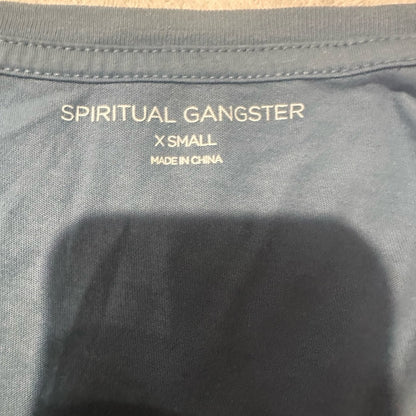 SPIRITUAL GANGSTER
X SMALL
MADE IN CHINA